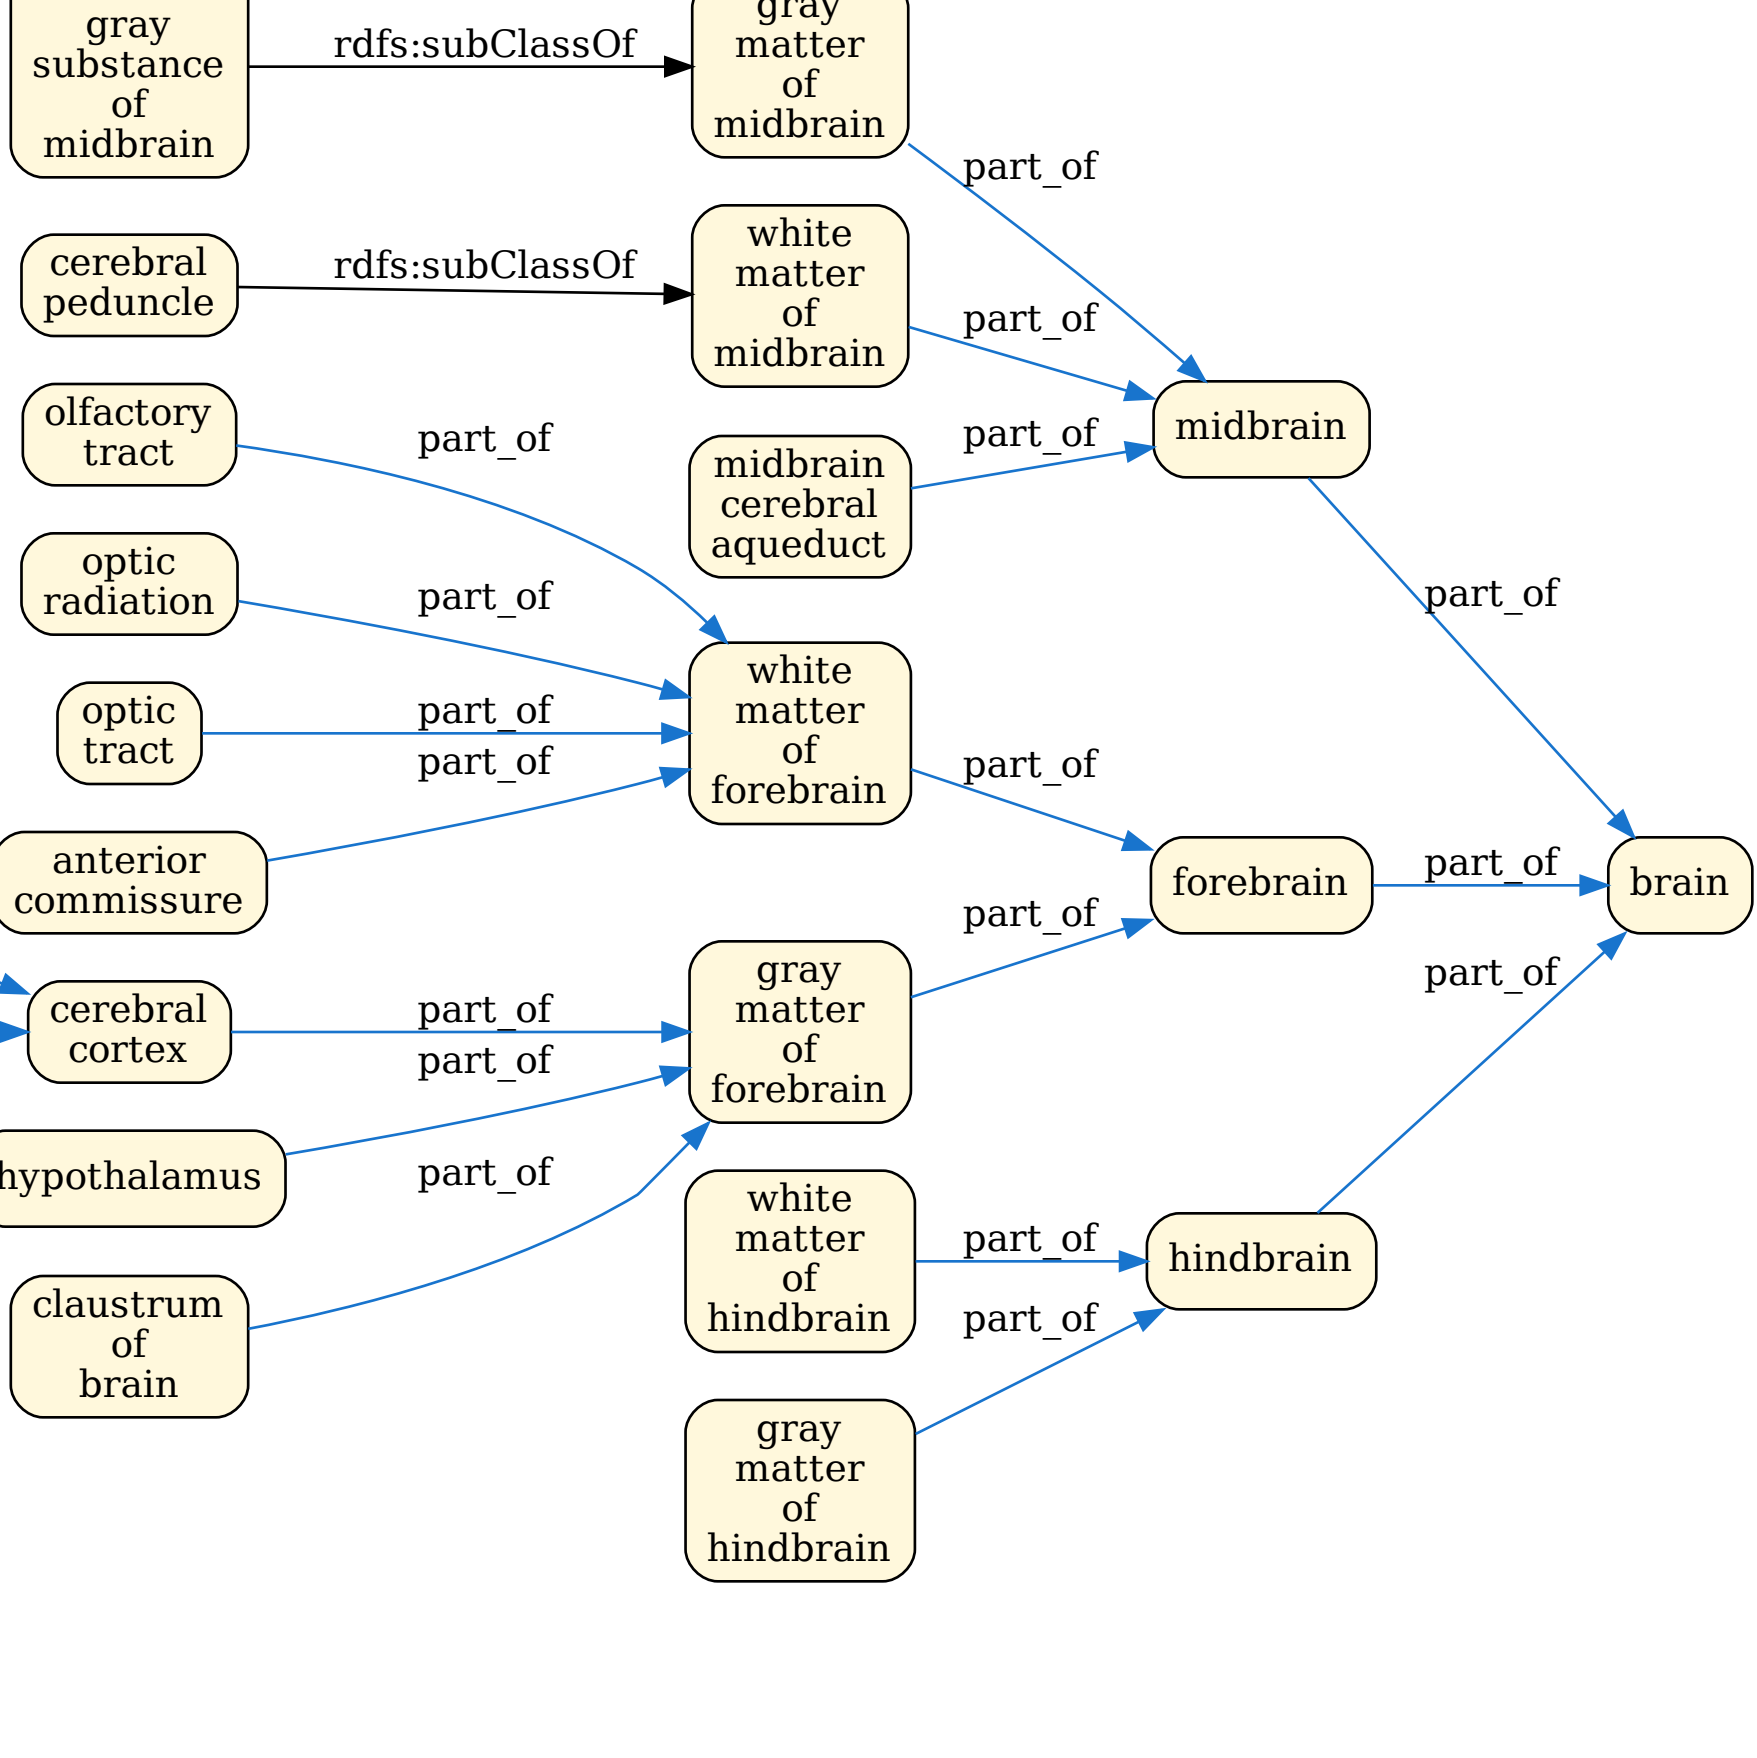 gray
substance
of
midbrain
rdfs:subClassOf
gray
matter
of
midbrain
part_of
cerebral
peduncle
rdfs:subClassOf
white
matter
of
midbrain
part_of
olfactory
tract
part_of
midbrain
cerebral
aqueduct
part_of
midbrain
part_of
optic
radiation
part_of
optic
tract
part_of
white
matter
of
forebrain
part_of
anterior
commissure
part_of
forebrain
part_of
brain
cerebral
cortex
part_of
gray
matter
of
forebrain
part_of
hypothalamus
part_of
claustrum
of
brain
part_of
white
matter
of
hindbrain
part_of
hindbrain
part_of
gray
matter
of
hindbrain
part_of